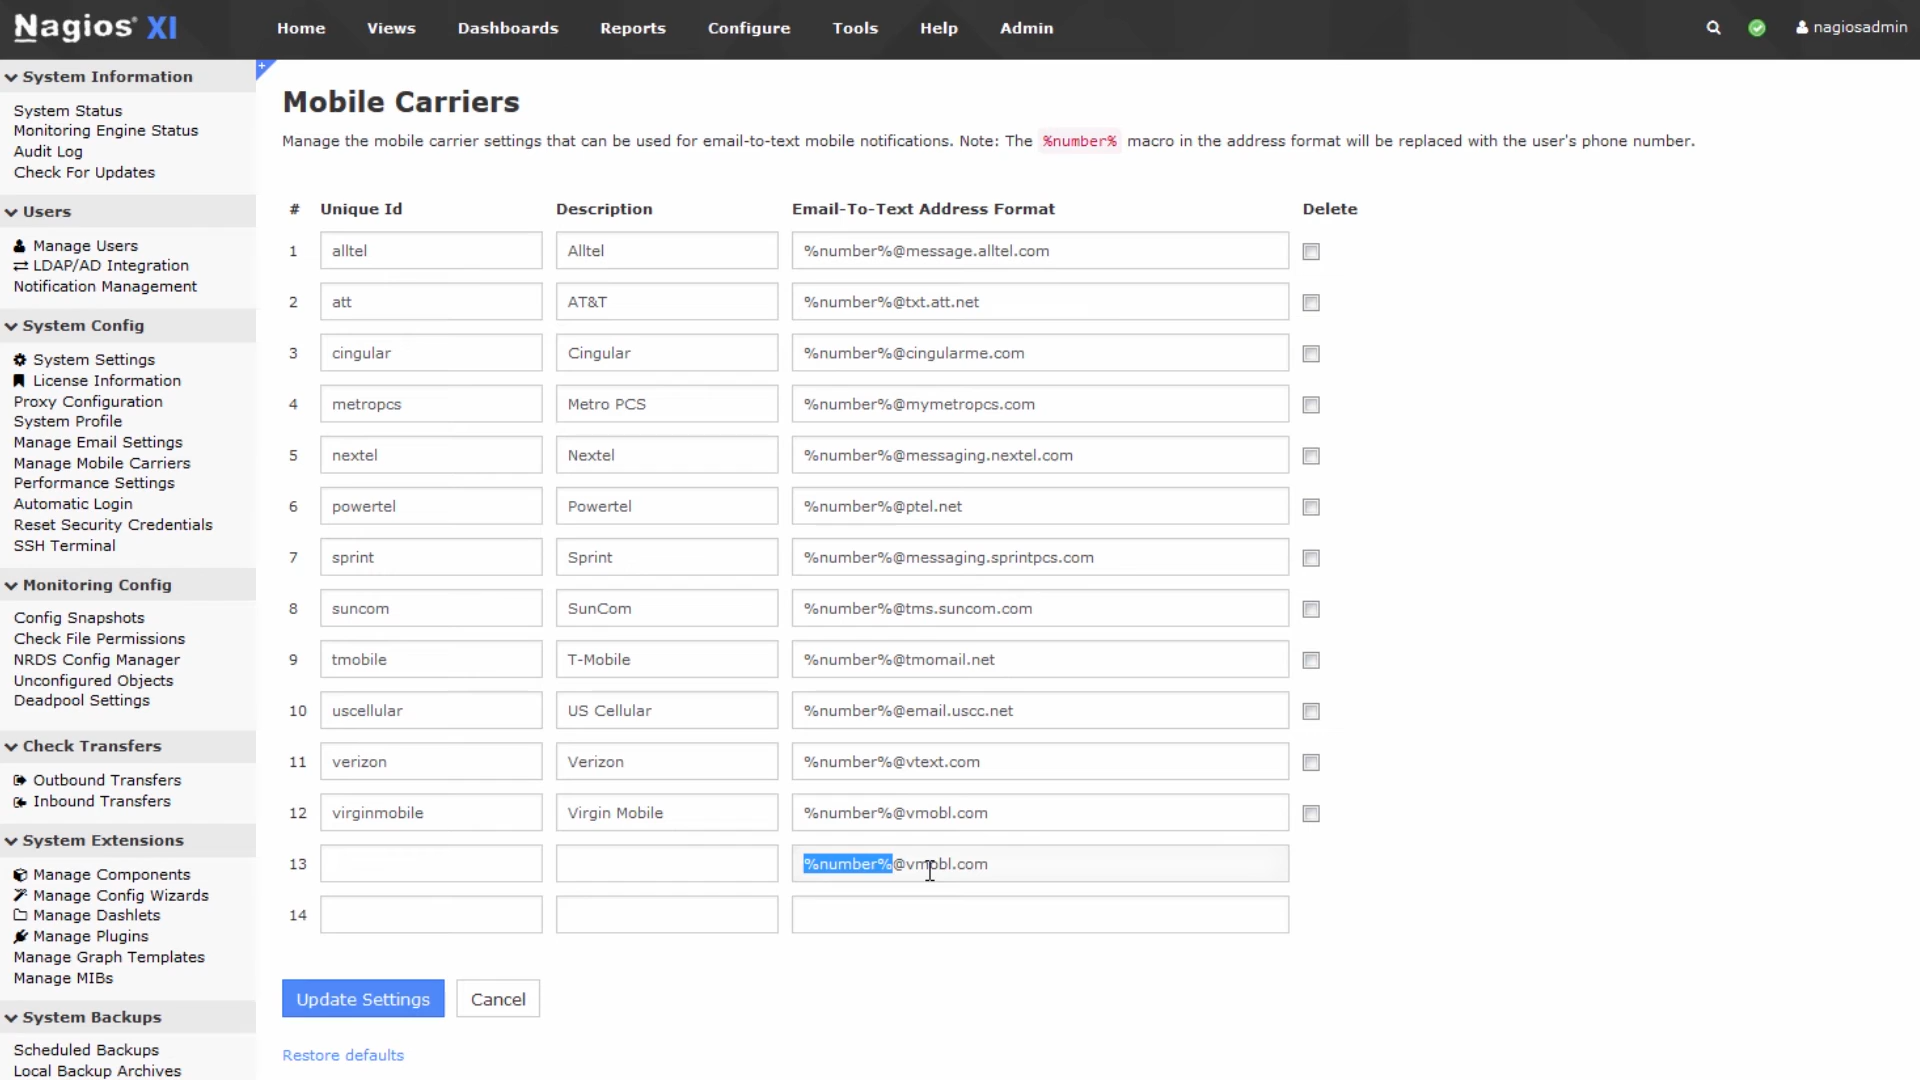 Nagios® XI
Home Views Dashboards Reports Configure Tools Help Admin
nagiosadmin
System Information
System Status
Monitoring Engine Status
Audit Log
Check For Updates
Users
Manage Users
LDAP/AD Integration
Notification Management
System Config
System Settings
License Information
Proxy Configuration
System Profile
Manage Email Settings
Manage Mobile Carriers
Performance Settings
Automatic Login
Reset Security Credentials
SSH Terminal
Monitoring Config
Config Snapshots
Check File Permissions
NRDS Config Manager
Unconfigured Objects
Deadpool Settings
Check Transfers
Outbound Transfers
Inbound Transfers
System Extensions
Manage Components
Manage Config Wizards
Manage Dashlets
Manage Plugins
Manage Graph Templates
Manage MIBs
System Backups
Scheduled Backups
Local Backup Archives
+
Mobile Carriers
Manage the mobile carrier settings that can be used for email-to-text mobile notifications. Note: The %number% macro in the address format will be replaced with the user's phone number.
# Unique Id Description Email-To-Text Address Format Delete
1 alltel Alltel %number%@message.alltel.com
2 att AT&T %number%@txt.att.net
3 cingular Cingular %number%@cingularme.com
4 metropcs Metro PCS %number%@mymetropcs.com
5 nextel Nextel %number%@messaging.nextel.com
6 powertel Powertel %number%@ptel.net
7 sprint Sprint %number%@messaging.sprintpcs.com
8 suncom SunCom %number%@tms.suncom.com
9 tmobile T-Mobile %number%@tmomail.net
10 uscellular US Cellular %number%@email.uscc.net
11 verizon Verizon %number%@vtext.com
12 virginmobile Virgin Mobile %number%@vmobl.com
13 %number%@vmobl.com
14
Update Settings Cancel
Restore defaults